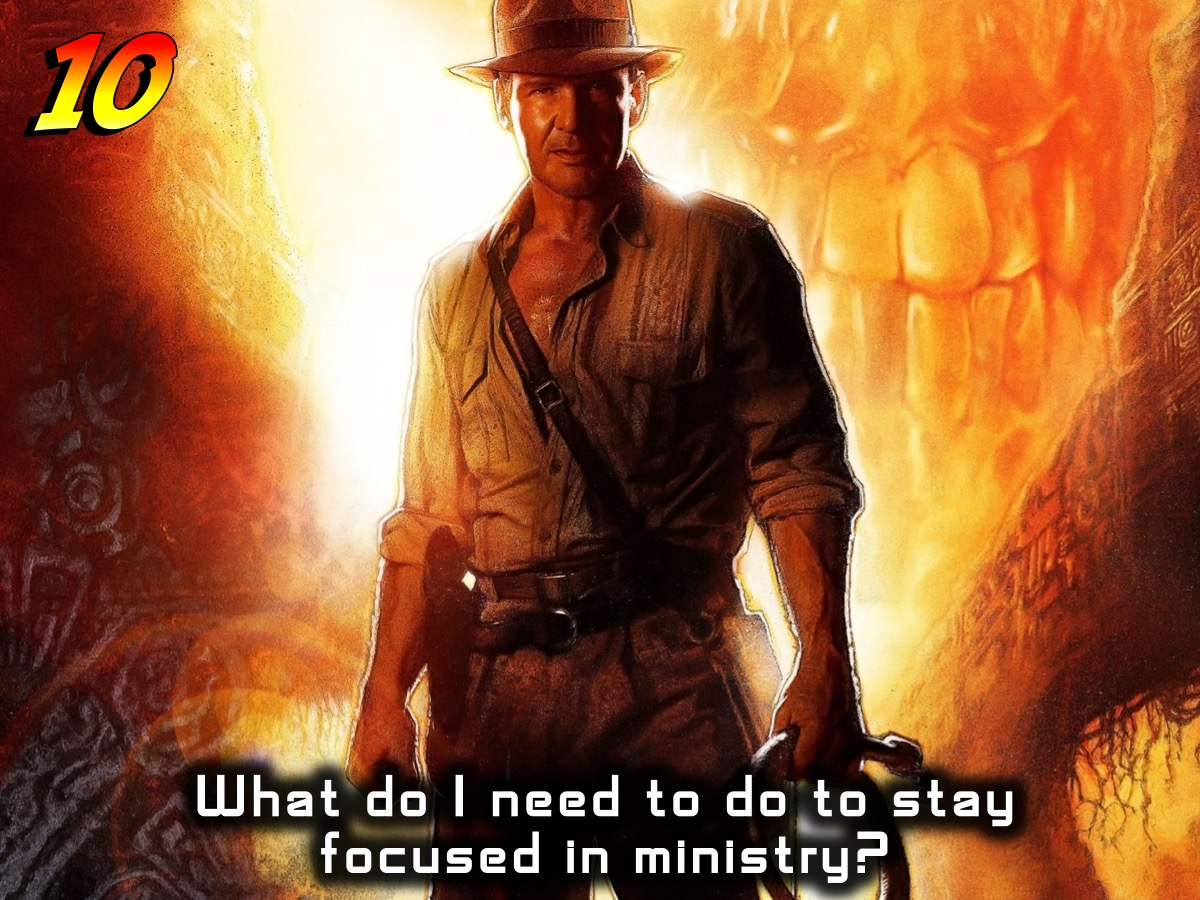 10
What do I need to do to stay
focused in ministry?